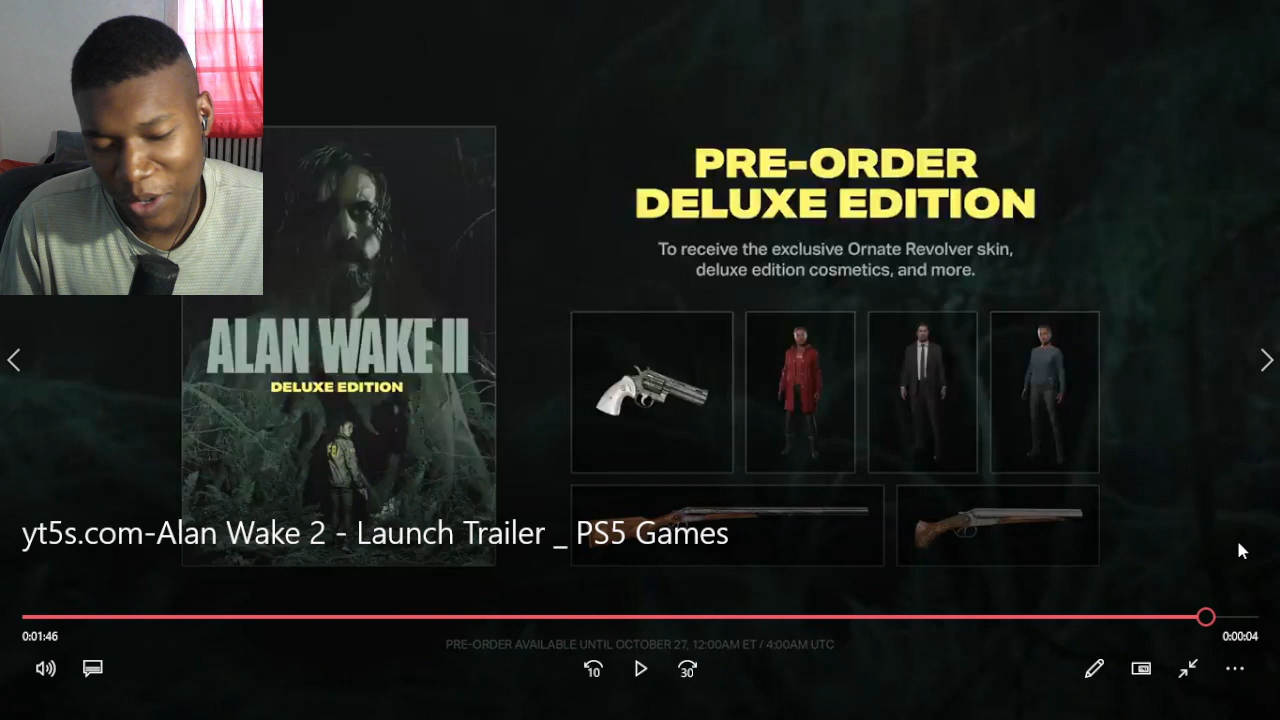 PRE-ORDER
DELUXE EDITION
To receive the exclusive Ornate Revolver skin,
deluxe edition cosmetics, and more.
ALAN WAKE II
DELUXE EDITION
yt5s.com-Alan Wake 2 - Launch Trailer _ PS5 Games
0:01:46
0:00:04
PRE-ORDER AVAILABLE UNTIL OCTOBER 27, 12:00AM ET / 4:00AM UTC
10
30